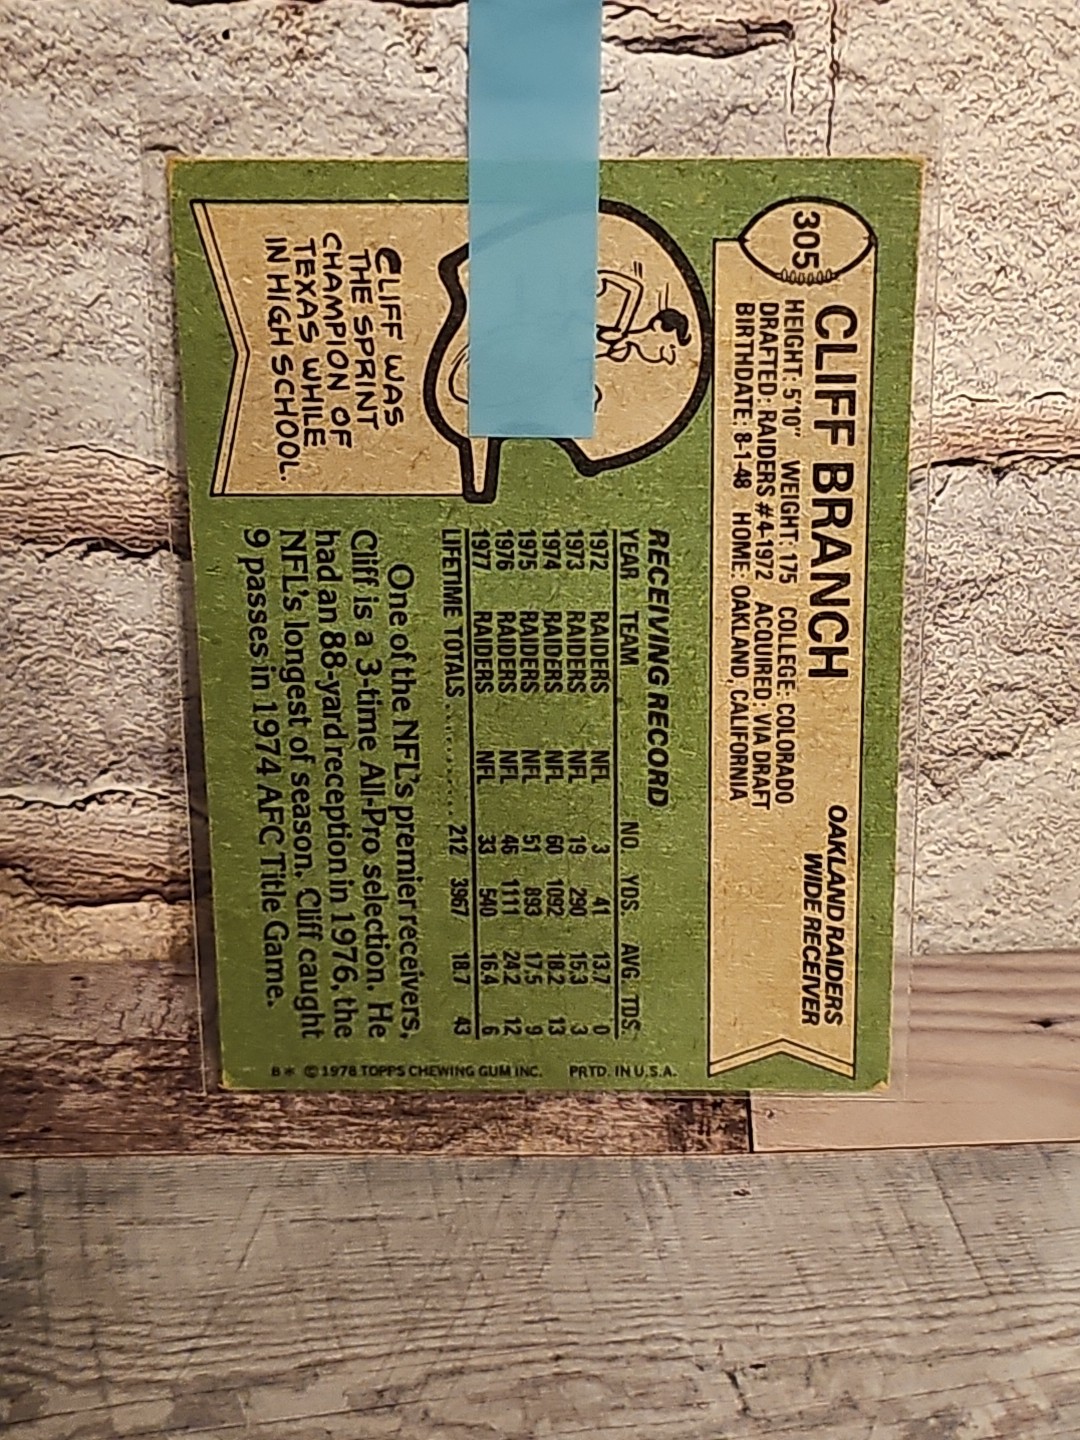 305
CLIFF BRANCH
OAKLAND RAIDERS
WIDE RECEIVER
HEIGHT: 5'10" WEIGHT: 175 COLLEGE: COLORADO
DRAFTED: RAIDERS #4-1972 ACQUIRED: VIA DRAFT
BIRTHDATE: 8-1-48 HOME: OAKLAND, CALIFORNIA
CLIFF WAS
THE SPRINT
CHAMPION OF
TEXAS WHILE
IN HIGH SCHOOL.
RECEIVING RECORD
YEAR TEAM NO. YDS. AVG. TDS.
1972 RAIDERS NFL 3 41 13.7 0
1973 RAIDERS NFL 19 290 15.3 3
1974 RAIDERS NFL 60 1092 18.2 13
1975 RAIDERS NFL 51 893 17.5 9
1976 RAIDERS NFL 46 1111 24.2 12
1977 RAIDERS NFL 33 540 16.4 6
LIFETIME TOTALS .......... 212 3967 18.7 43
One of the NFL's premier receivers,
Cliff is a 3-time All-Pro selection. He
had an 88-yard reception in 1976, the
NFL's longest of season. Cliff caught
9 passes in 1974 AFC Title Game.
B* © 1978 TOPPS CHEWING GUM INC. PRTD. IN U.S.A.